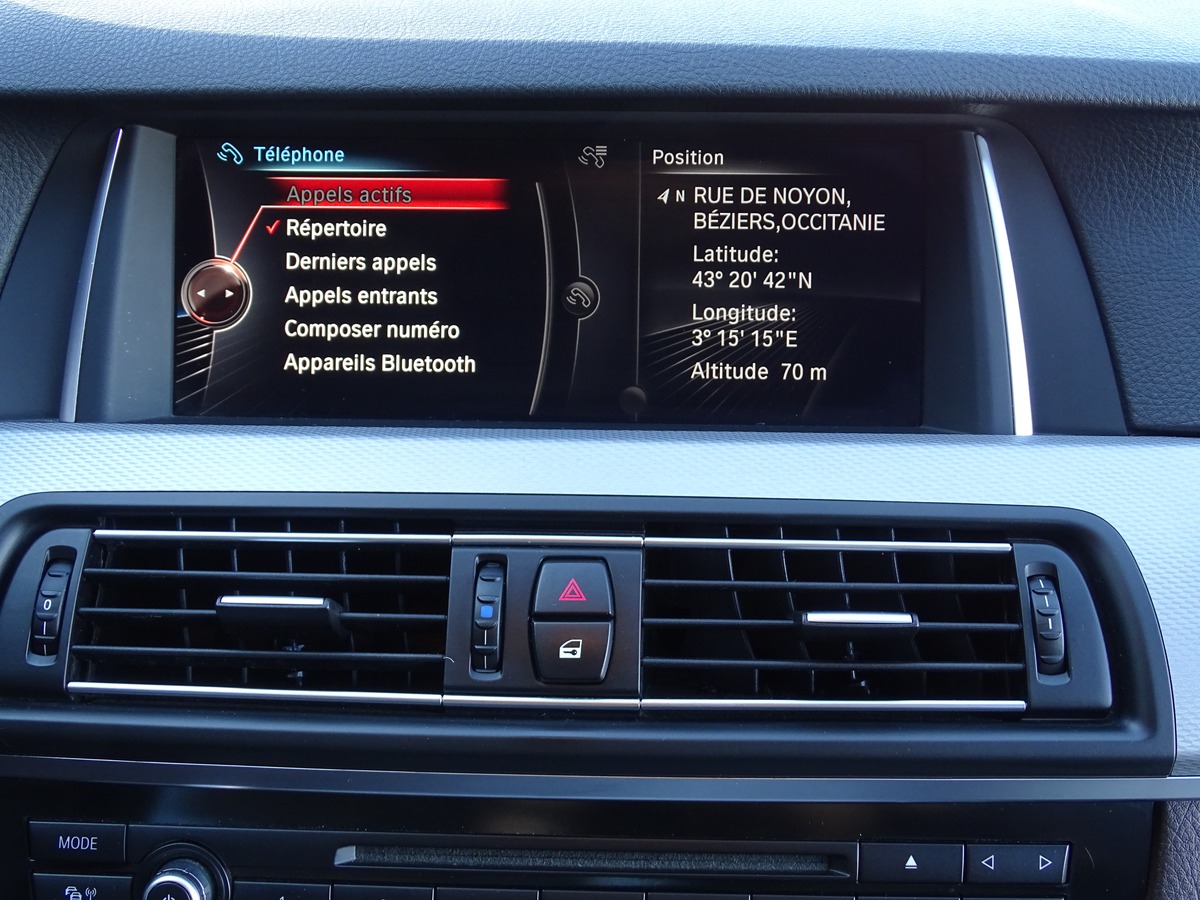 Téléphone
Appels actifs
Répertoire
Derniers appels
Appels entrants
Composer numéro
Appareils Bluetooth
Position
N RUE DE NOYON,
BÉZIERS,OCCITANIE
Latitude:
43° 20' 42"N
Longitude:
3° 15' 15"E
Altitude 70 m
0
MODE